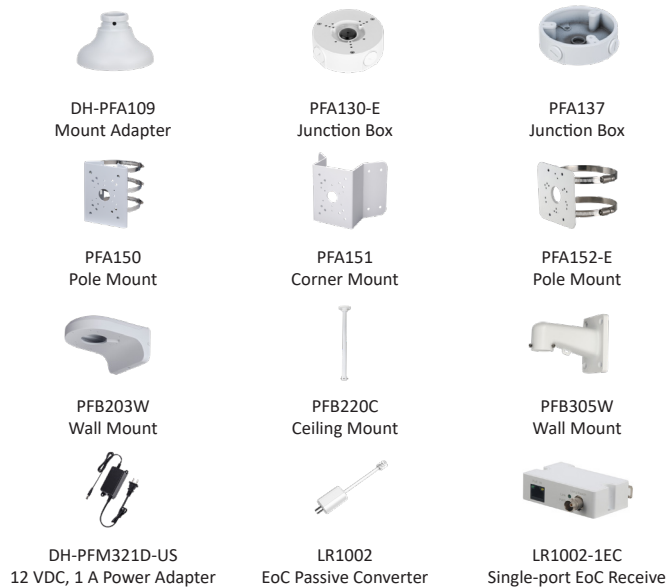 DH-PFA109
Mount Adapter
PFA130-E
Junction Box
PFA137
Junction Box
PFA150
Pole Mount
PFA151
Corner Mount
PFA152-E
Pole Mount
PFB203W
Wall Mount
PFB220C
Ceiling Mount
PFB305W
Wall Mount
DH-PFM321D-US
12 VDC, 1 A Power Adapter
LR1002
EoC Passive Converter
LR1002-1EC
Single-port EoC Receive